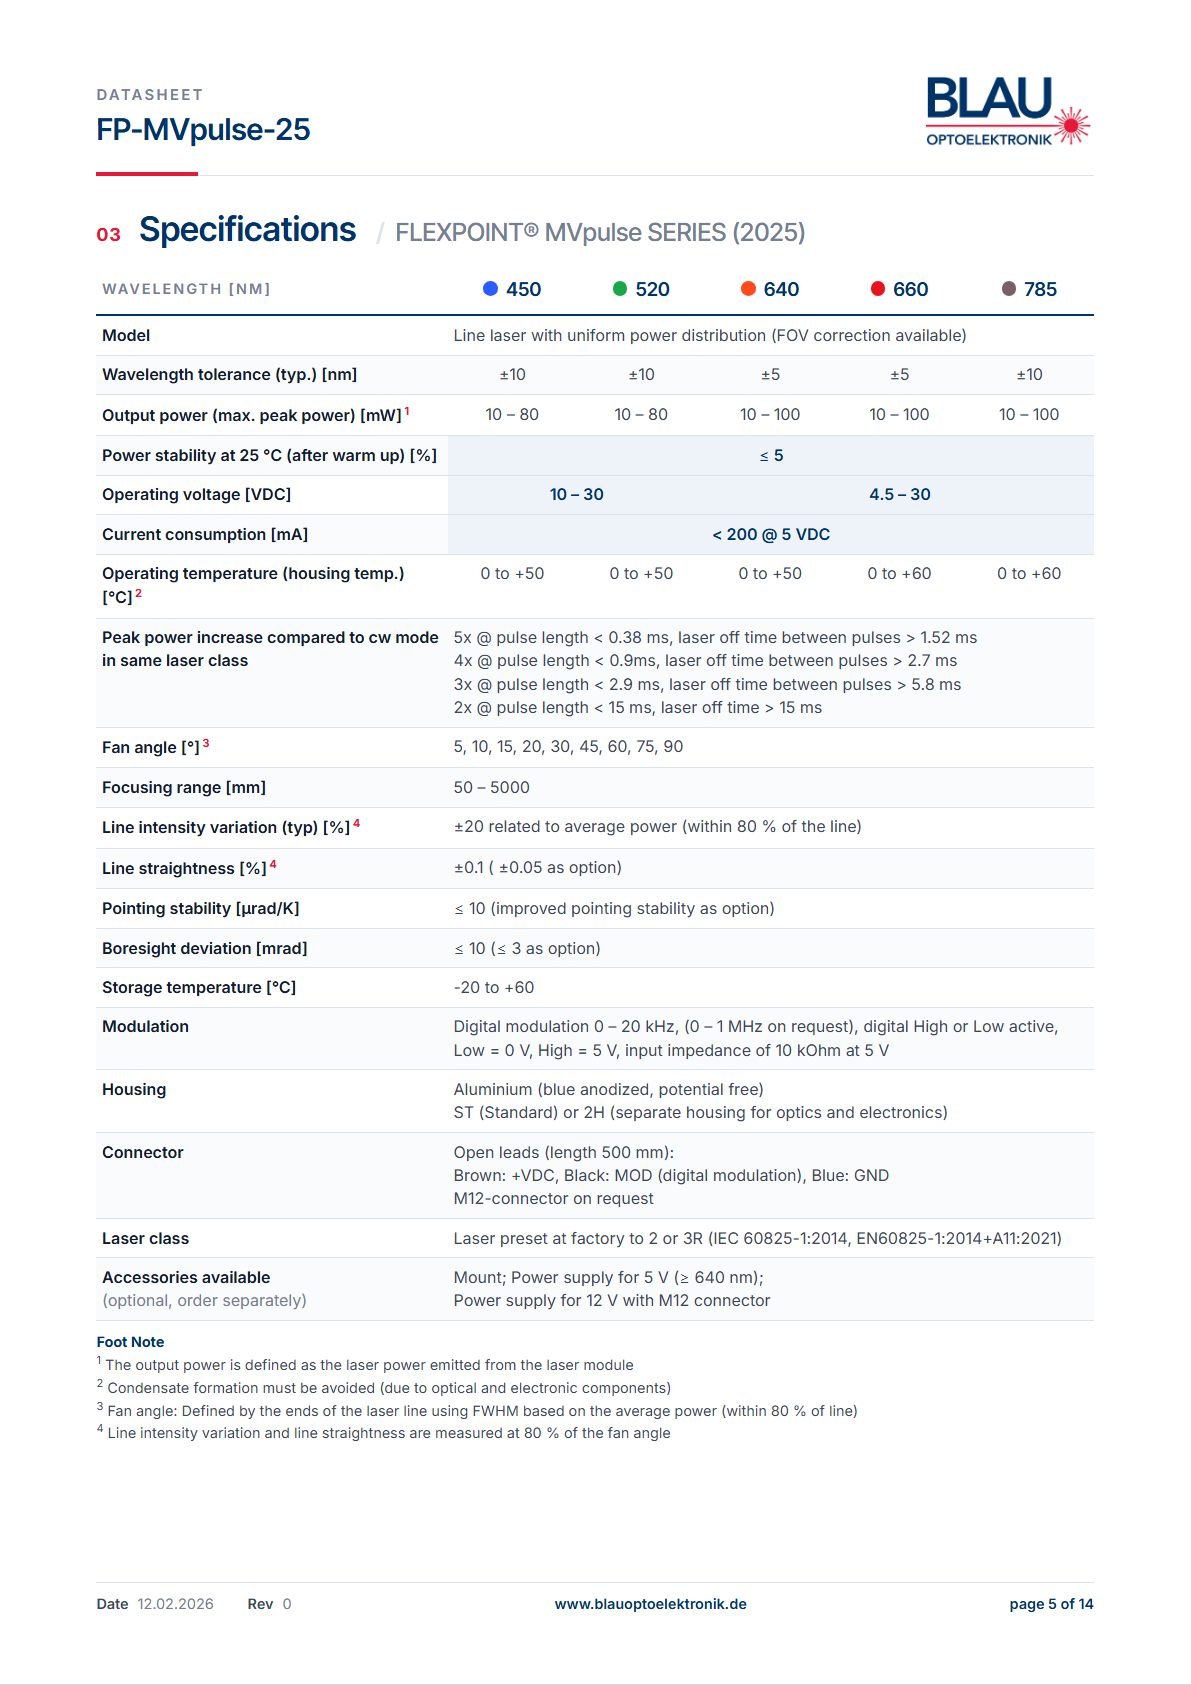 DATASHEET
FP-MVpulse-25
BLAU
OPTOELEKTRONIK
03 Specifications / FLEXPOINT® MVpulse SERIES (2025)
WAVELENGTH [NM] 450 520 640 660 785
Model Line laser with uniform power distribution (FOV correction available)
Wavelength tolerance (typ.) [nm] ±10 ±10 ±5 ±5 ±10
Output power (max. peak power) [mW] 1 10 – 80 10 – 80 10 – 100 10 – 100 10 – 100
Power stability at 25 °C (after warm up) [%] ≤ 5
Operating voltage [VDC] 10 – 30 4.5 – 30
Current consumption [mA] < 200 @ 5 VDC
Operating temperature (housing temp.) 0 to +50 0 to +50 0 to +50 0 to +60 0 to +60
[°C] 2
Peak power increase compared to cw mode 5x @ pulse length < 0.38 ms, laser off time between pulses > 1.52 ms
in same laser class 4x @ pulse length < 0.9ms, laser off time between pulses > 2.7 ms
3x @ pulse length < 2.9 ms, laser off time between pulses > 5.8 ms
2x @ pulse length < 15 ms, laser off time > 15 ms
Fan angle [°] 3 5, 10, 15, 20, 30, 45, 60, 75, 90
Focusing range [mm] 50 – 5000
Line intensity variation (typ) [%] 4 ±20 related to average power (within 80 % of the line)
Line straightness [%] 4 ±0.1 ( ±0.05 as option)
Pointing stability [µrad/K] ≤ 10 (improved pointing stability as option)
Boresight deviation [mrad] ≤ 10 (≤ 3 as option)
Storage temperature [°C] -20 to +60
Modulation Digital modulation 0 – 20 kHz, (0 – 1 MHz on request), digital High or Low active,
Low = 0 V, High = 5 V, input impedance of 10 kOhm at 5 V
Housing Aluminium (blue anodized, potential free)
ST (Standard) or 2H (separate housing for optics and electronics)
Connector Open leads (length 500 mm):
Brown: +VDC, Black: MOD (digital modulation), Blue: GND
M12-connector on request
Laser class Laser preset at factory to 2 or 3R (IEC 60825-1:2014, EN60825-1:2014+A11:2021)
Accessories available Mount; Power supply for 5 V (≥ 640 nm);
(optional, order separately) Power supply for 12 V with M12 connector
Foot Note
1 The output power is defined as the laser power emitted from the laser module
2 Condensate formation must be avoided (due to optical and electronic components)
3 Fan angle: Defined by the ends of the laser line using FWHM based on the average power (within 80 % of line)
4 Line intensity variation and line straightness are measured at 80 % of the fan angle
Date 12.02.2026 Rev 0 www.blauoptoelektronik.de page 5 of 14